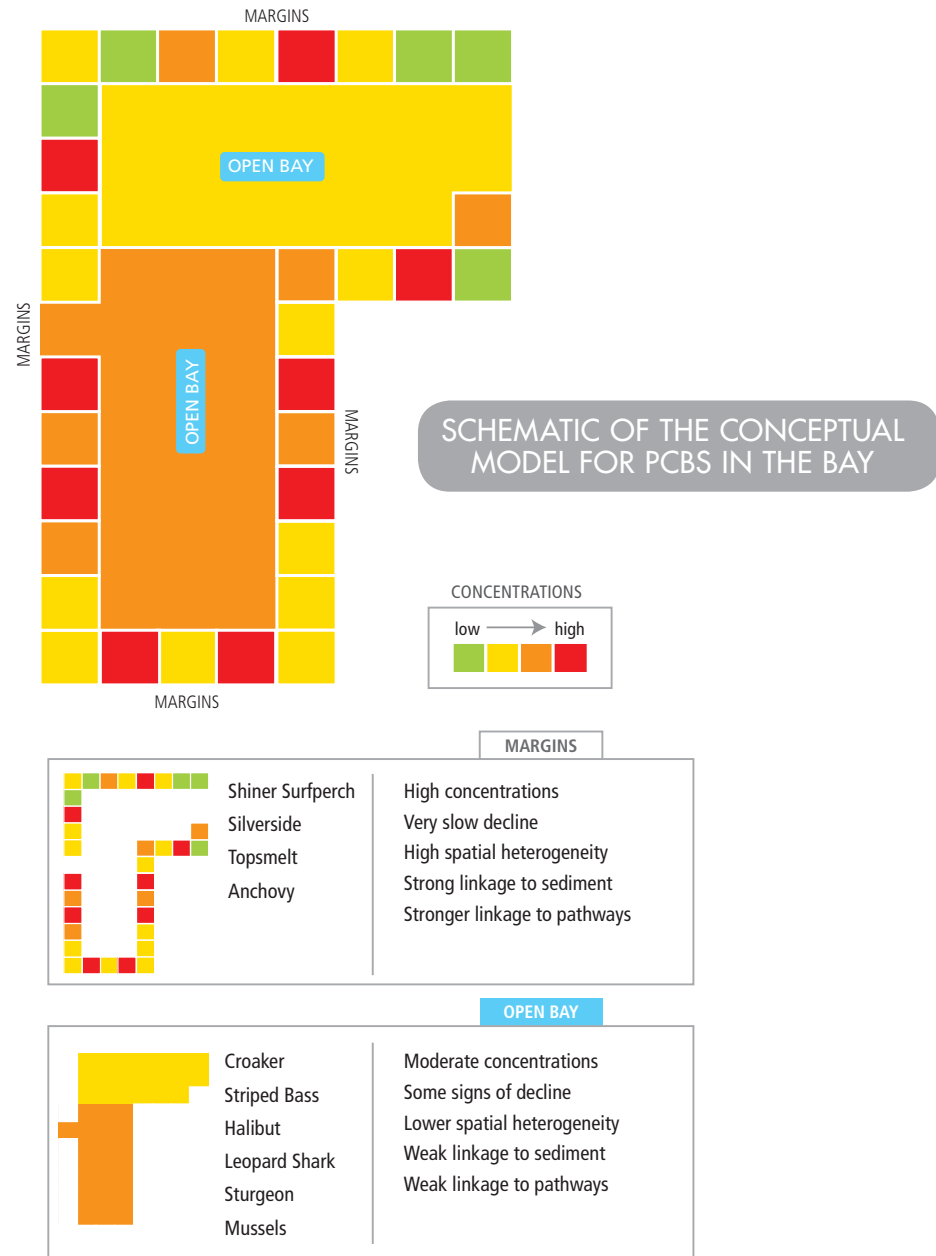 MARGINS
OPEN BAY
MARGINS
OPEN BAY
MARGINS
SCHEMATIC OF THE CONCEPTUAL
MODEL FOR PCBS IN THE BAY
CONCENTRATIONS
low high
MARGINS
MARGINS
Shiner Surfperch
Silverside
Topsmelt
Anchovy
High concentrations
Very slow decline
High spatial heterogeneity
Strong linkage to sediment
Stronger linkage to pathways
OPEN BAY
Croaker
Striped Bass
Halibut
Leopard Shark
Sturgeon
Mussels
Moderate concentrations
Some signs of decline
Lower spatial heterogeneity
Weak linkage to sediment
Weak linkage to pathways